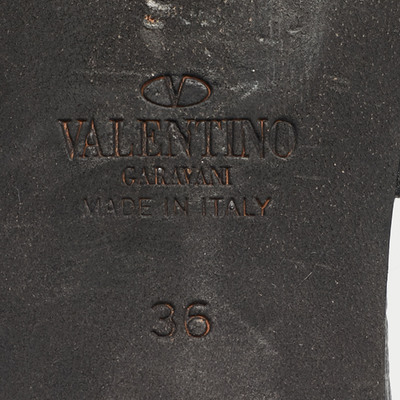 V
VALENTINO
GARAVANI
MADE IN ITALY
36